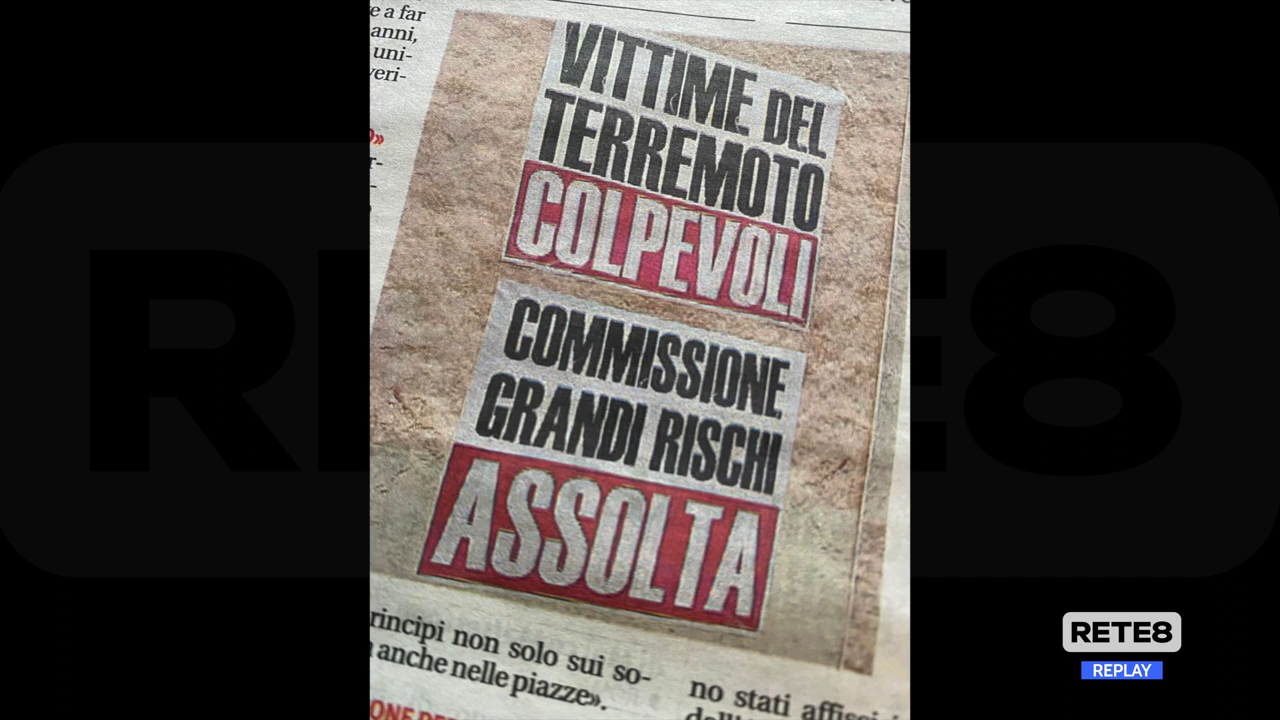 e a far
anni,
uni-
veri-
VITTIME DEL
TERREMOTO
COLPEVOLI
COMMISSIONE
GRANDI RISCHI
ASSOLTA
rincipi non solo sui so-
anche nelle piazze».
no stati affissi
RETE8
REPLAY